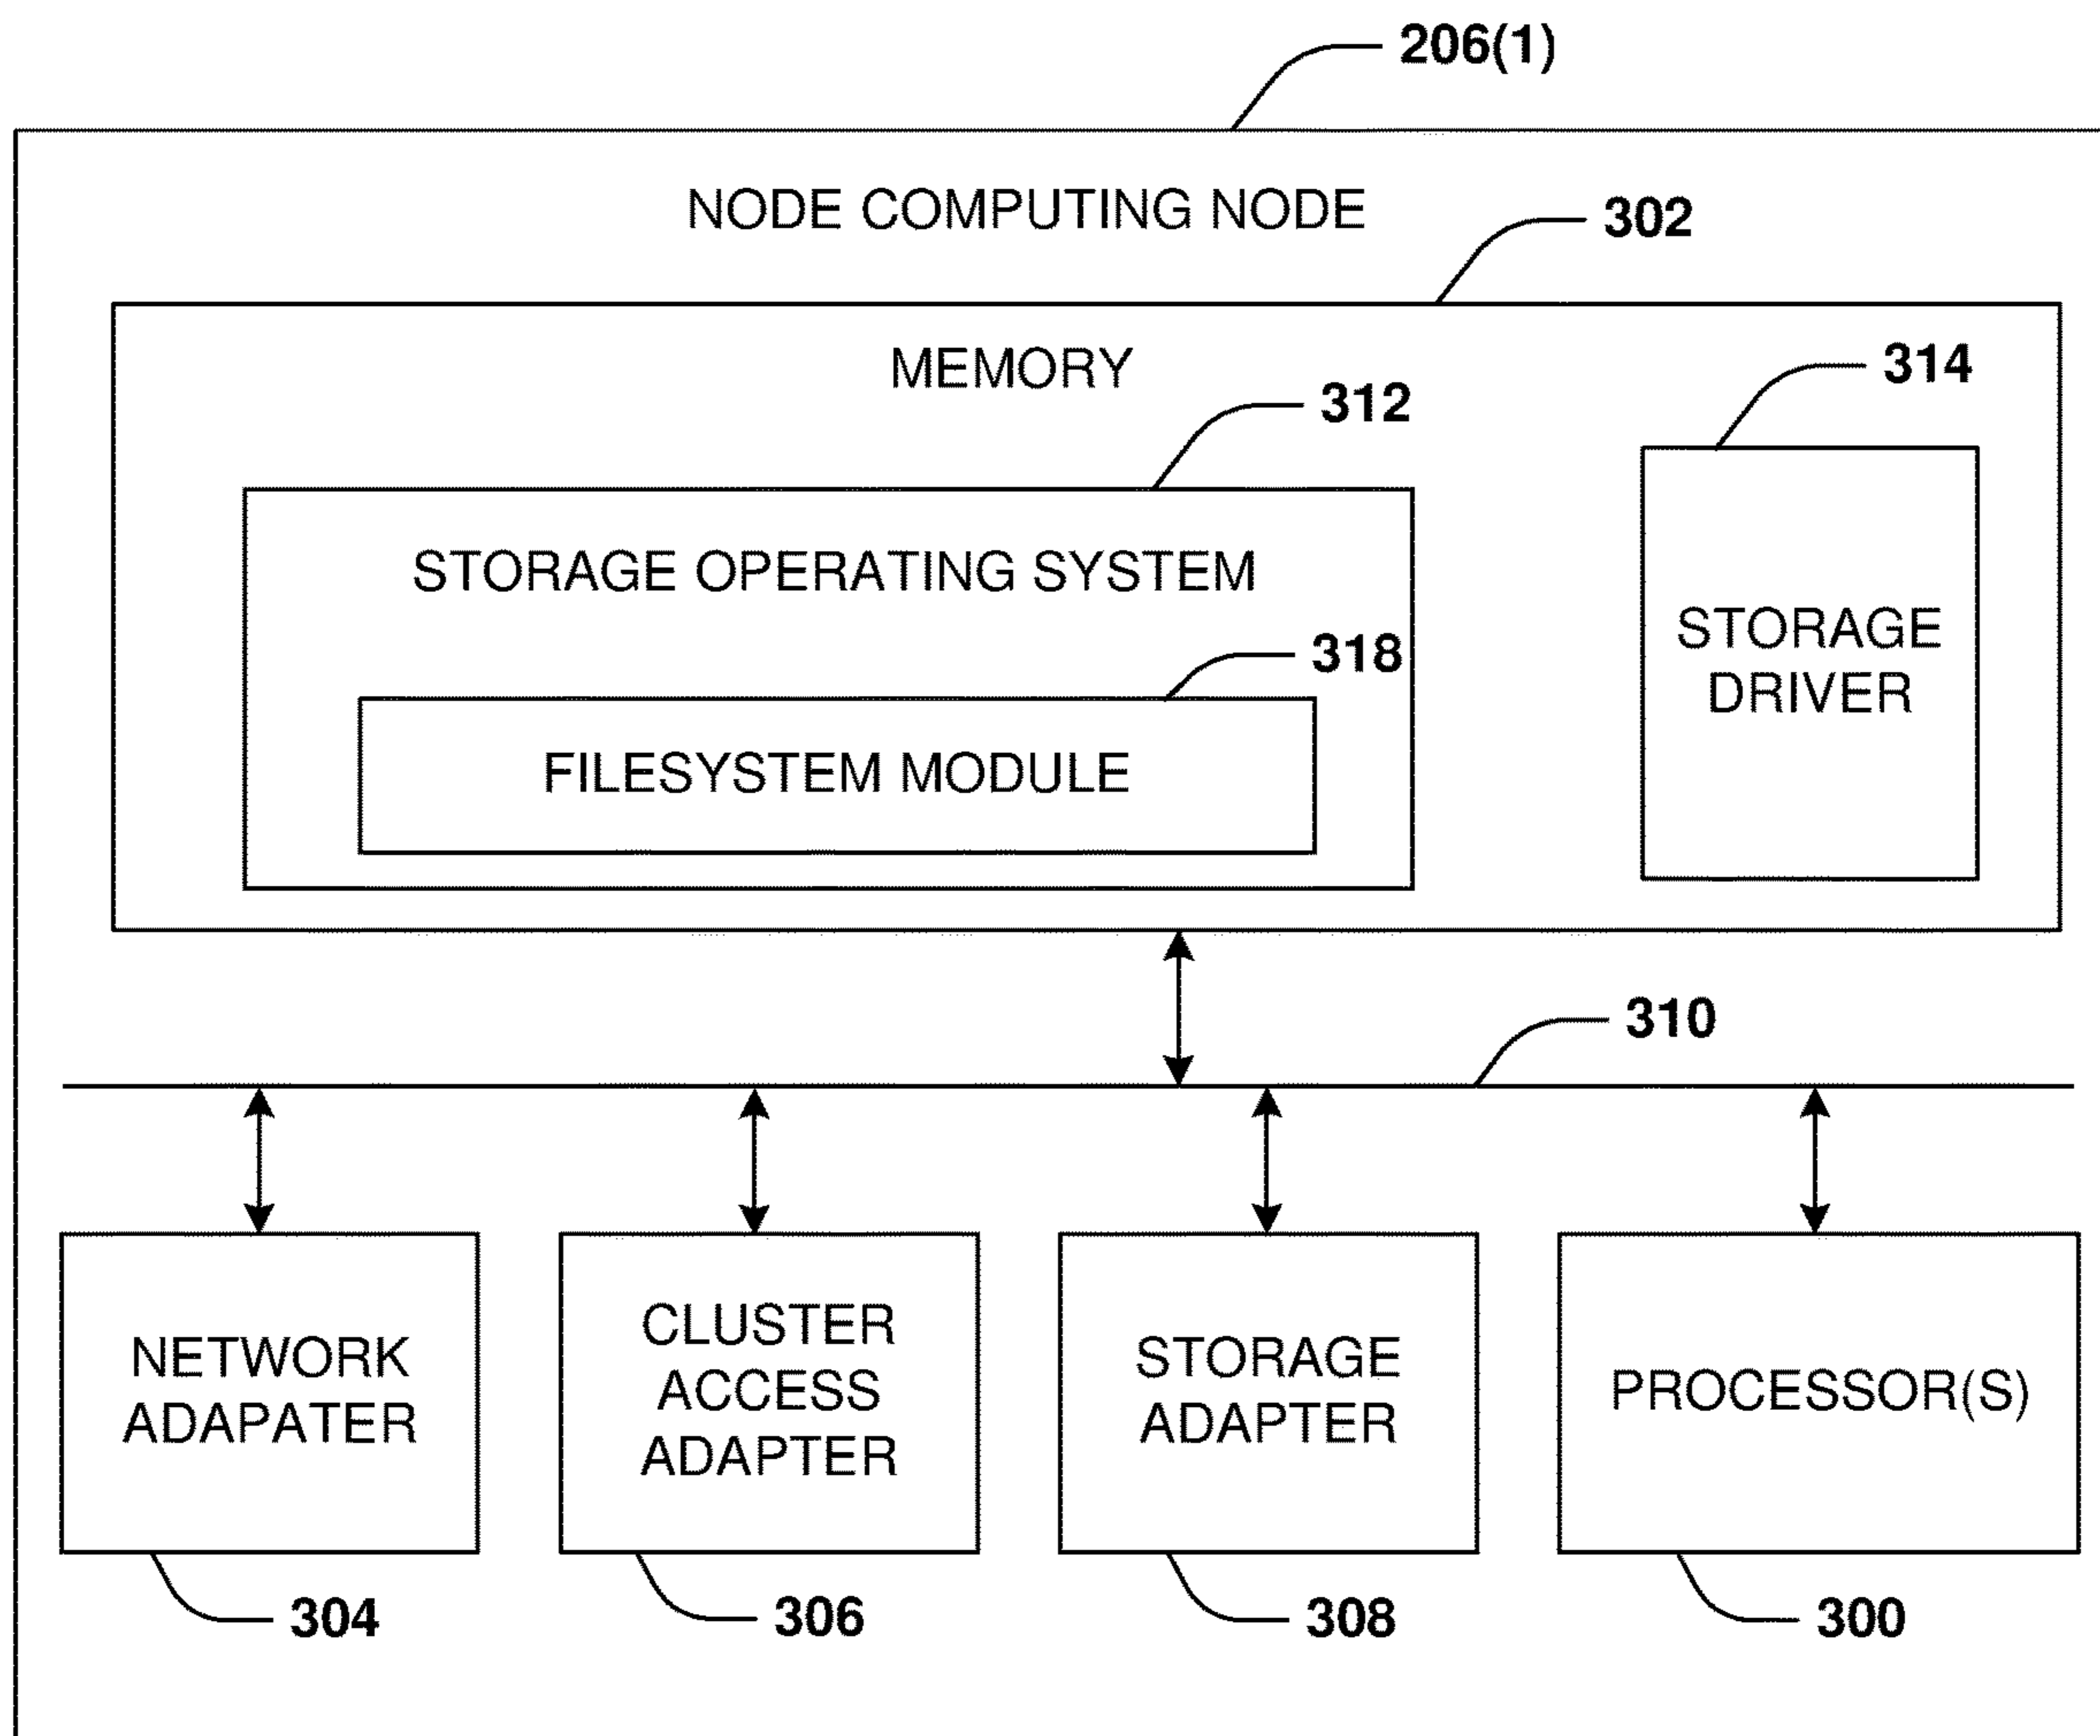 206(1)
NODE COMPUTING NODE
302
MEMORY
314
312
STORAGE OPERATING SYSTEM
STORAGE
DRIVER
318
FILESYSTEM MODULE
310
NETWORK
ADAPATER
CLUSTER
ACCESS
ADAPTER
STORAGE
ADAPTER
PROCESSOR(S)
304
306
308
300